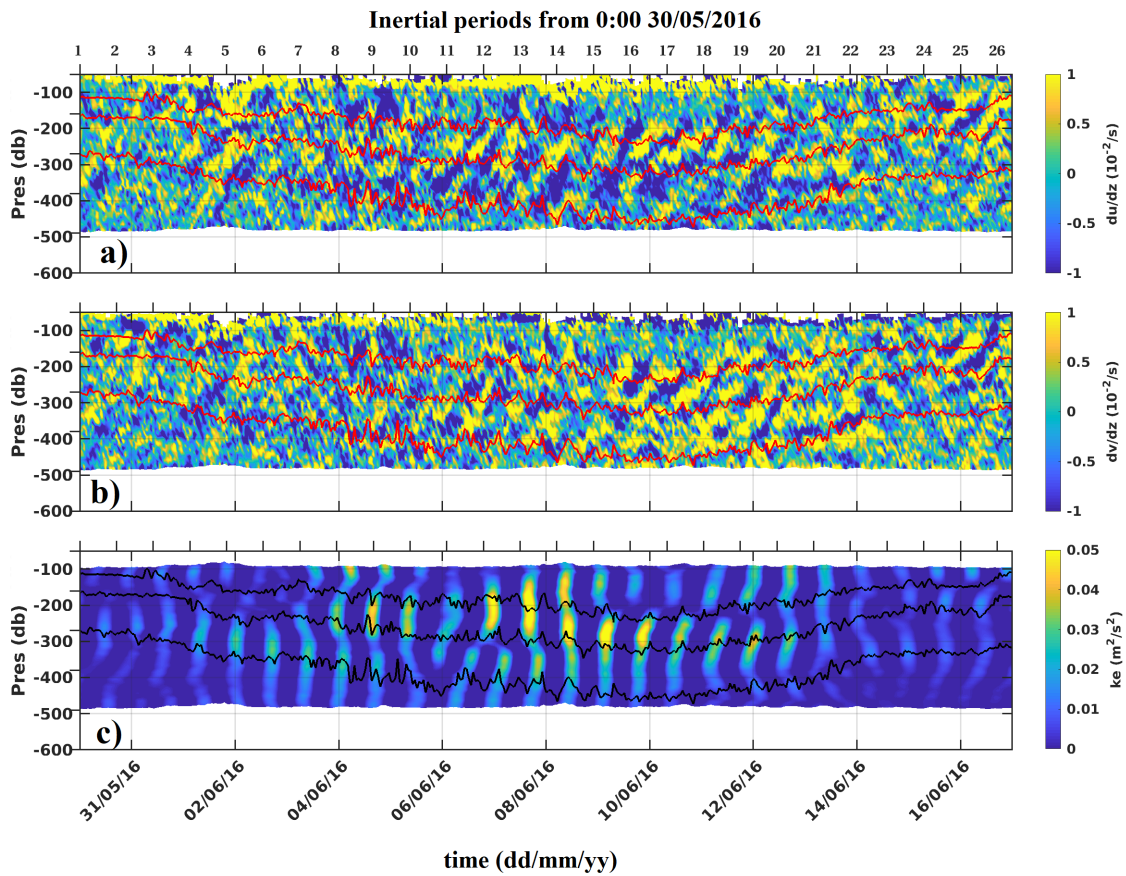 Inertial periods from 0:00 30/05/2016
1 2 3 4 5 6 7 8 9 10 11 12 13 14 15 16 17 18 19 20 21 22 23 24 25 26
-100
-200
-300
-400
-500
-600
Pres (db)
a)
1
0.5
0
-0.5
-1
du/dz (10⁻²/s)
-100
-200
-300
-400
-500
-600
Pres (db)
b)
1
0.5
0
-0.5
-1
dv/dz (10⁻²/s)
-100
-200
-300
-400
-500
-600
Pres (db)
c)
0.05
0.04
0.03
0.02
0.01
0
ke (m²/s²)
31/05/16 02/06/16 04/06/16 06/06/16 08/06/16 10/06/16 12/06/16 14/06/16 16/06/16
time (dd/mm/yy)